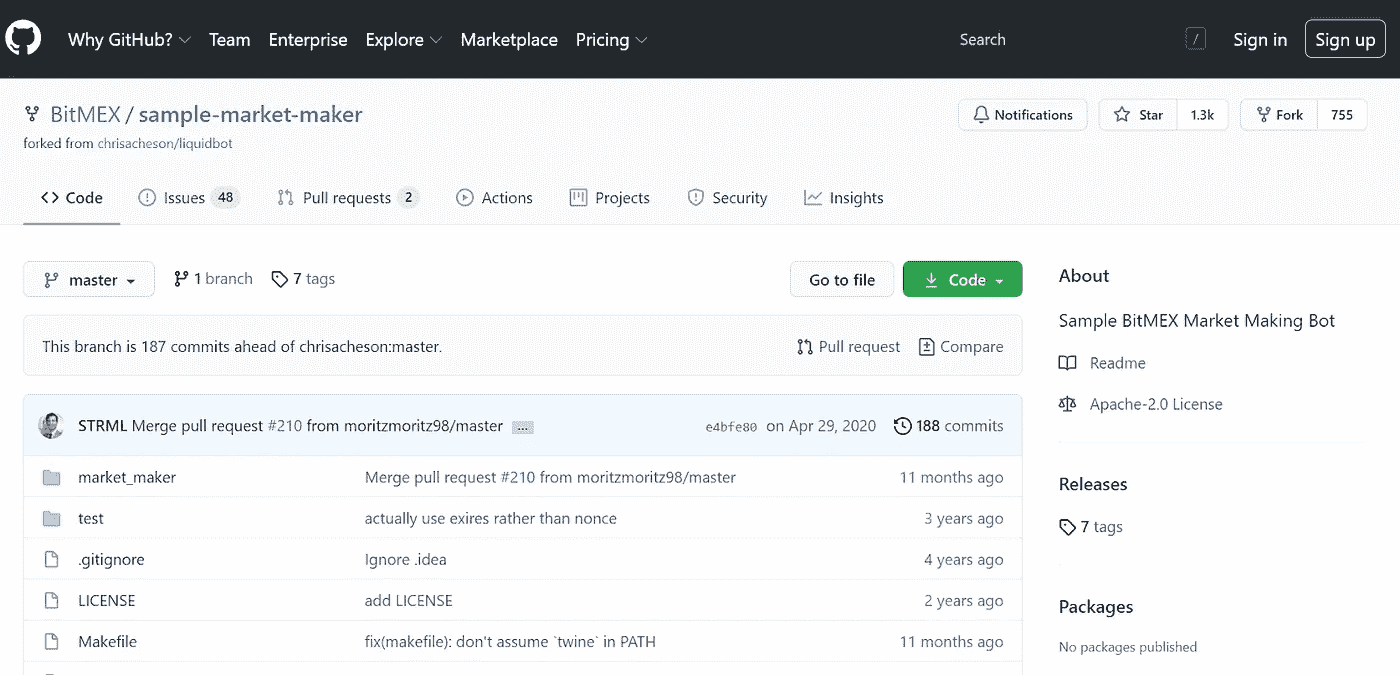 Why GitHub? Team Enterprise Explore Marketplace Pricing Search / Sign in Sign up
BitMEX / sample-market-maker Notifications Star 1.3k Fork 755
forked from chrisacheson/liquidbot
Code Issues 48 Pull requests 2 Actions Projects Security Insights
master 1 branch 7 tags Go to file Code
This branch is 187 commits ahead of chrisacheson:master. Pull request Compare
STRML Merge pull request #210 from moritzmoritz98/master ... e4bfe80 on Apr 29, 2020 188 commits
market_maker Merge pull request #210 from moritzmoritz98/master 11 months ago
test actually use exires rather than nonce 3 years ago
.gitignore Ignore .idea 4 years ago
LICENSE add LICENSE 2 years ago
Makefile fix(makefile): don't assume `twine` in PATH 11 months ago
About
Sample BitMEX Market Making Bot
Readme
Apache-2.0 License
Releases
7 tags
Packages
No packages published